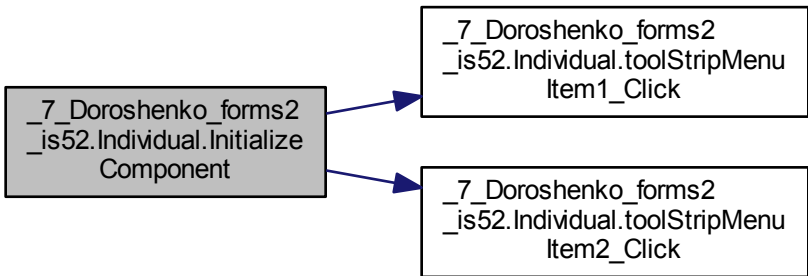 _7_Doroshenko_forms2
_is52.Individual.Initialize
Component
_7_Doroshenko_forms2
_is52.Individual.toolStripMenu
Item1_Click
_7_Doroshenko_forms2
_is52.Individual.toolStripMenu
Item2_Click